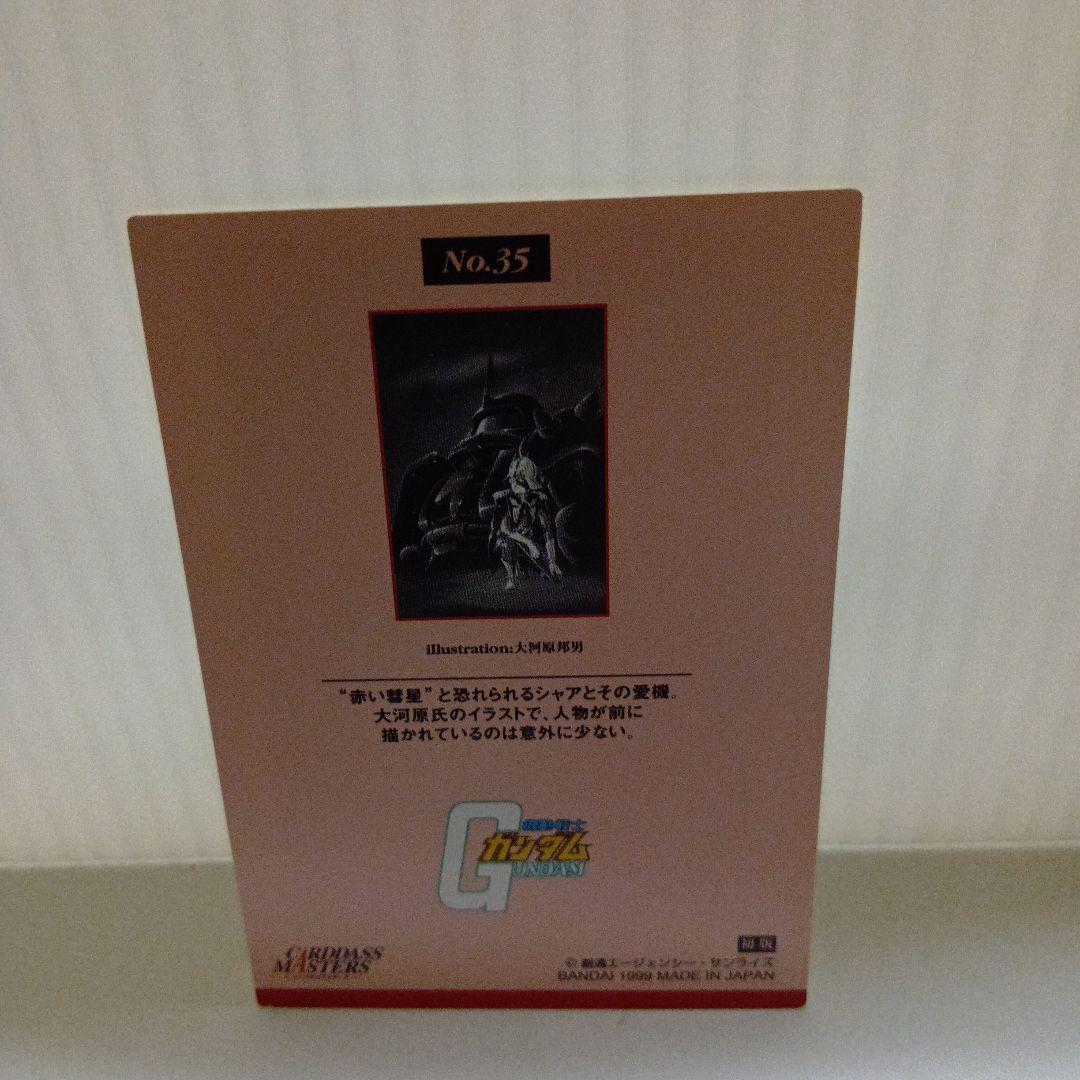 No.35
illustration:大河原邦男
“赤い彗星”と恐れられるシャアとその愛機。
大河原氏のイラストで、人物が前に
描かれているのは意外に少ない。
機動戦士
ガンダム
GUNDAM
CARDDASS
MASTERS
初版
© 創通エージェンシー・サンライズ
BANDAI 1999 MADE IN JAPAN